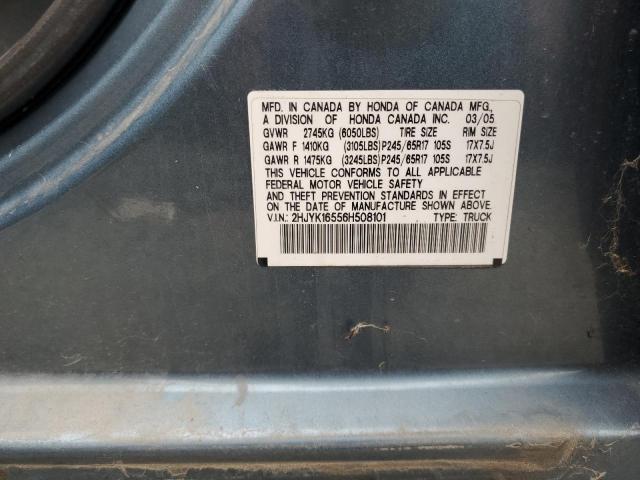 MFD. IN CANADA BY HONDA OF CANADA MFG.,
A DIVISION OF HONDA CANADA INC. 03/05
GVWR 2745KG (6050LBS) TIRE SIZE RIM SIZE
GAWR F 1410KG (3105LBS) P245/65R17 105S 17X7.5J
GAWR R 1475KG (3245LBS) P245/65R17 105S 17X7.5J
THIS VEHICLE CONFORMS TO ALL APPLICABLE
FEDERAL MOTOR VEHICLE SAFETY
AND THEFT PREVENTION STANDARDS IN EFFECT
ON THE DATE OF MANUFACTURE SHOWN ABOVE.
V.I.N.: 2HJYK16556H508101 TYPE: TRUCK